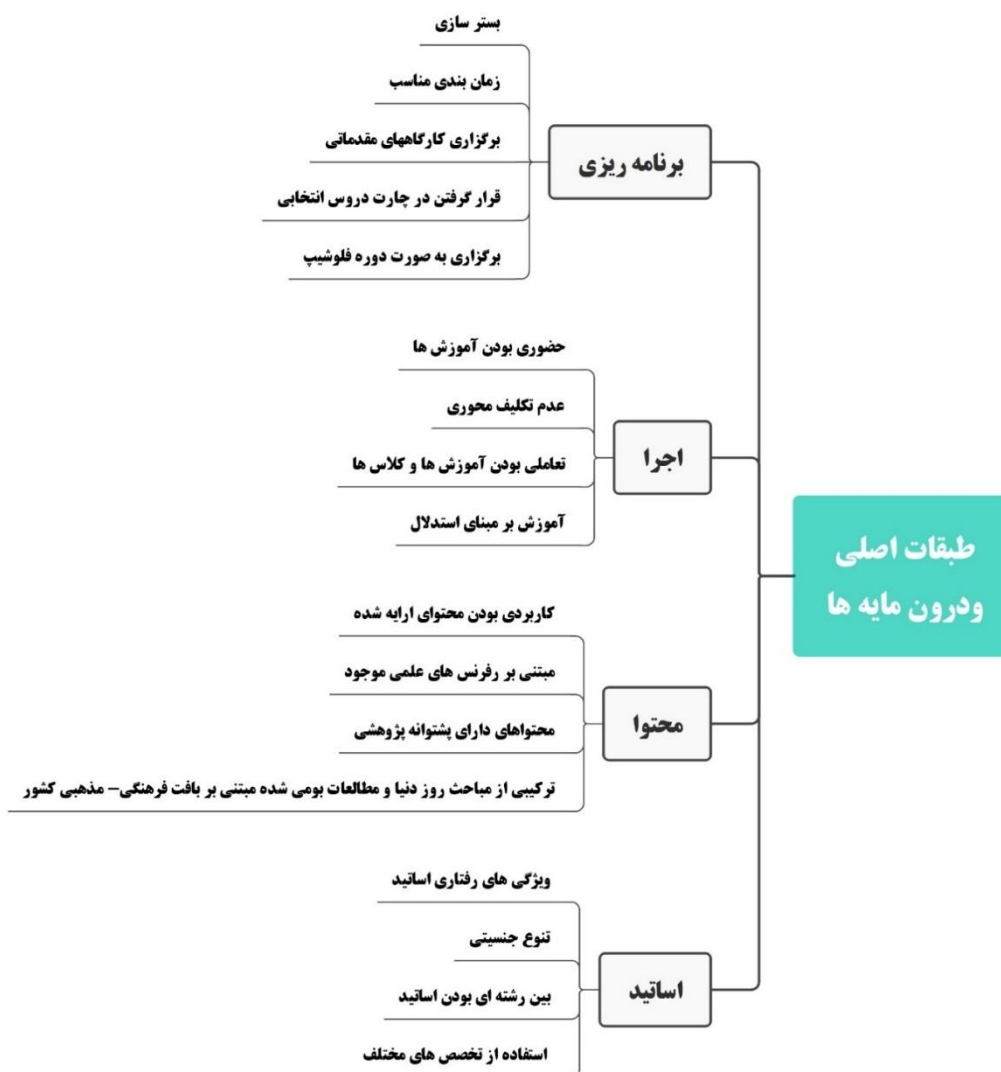 طبقات اصلی
ودرون مایه ها
برنامه ریزی
بستر سازی
زمان بندی مناسب
برگزاری کارگاههای مقدماتی
قرار گرفتن در چارت دروس انتخابی
برگزاری به صورت دوره فلوشیپ
اجرا
حضوری بودن آموزش ها
عدم تکلیف محوری
تعاملی بودن آموزش ها و کلاس ها
آموزش بر مبنای استدلال
محتوا
کاربردی بودن محتوای ارایه شده
مبتنی بر رفرنس های علمی موجود
محتواهای دارای پشتوانه پژوهشی
ترکیبی از مباحث روز دنیا و مطالعات بومی شده مبتنی بر بافت فرهنگی- مذهبی کشور
اساتید
ویژگی های رفتاری اساتید
تنوع جنسیتی
بین رشته ای بودن اساتید
استفاده از تخصص های مختلف